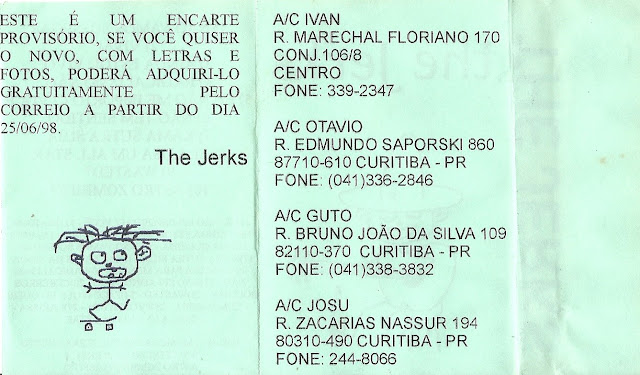 ESTE É UM ENCARTE
PROVISÓRIO, SE VOCÊ QUISER
O NOVO, COM LETRAS E
FOTOS, PODERÁ ADQUIRI-LO
GRATUITAMENTE PELO
CORREIO A PARTIR DO DIA
25/06/98.
The Jerks
A/C IVAN
R. MARECHAL FLORIANO 170
CONJ.106/8
CENTRO
FONE: 339-2347
A/C OTAVIO
R. EDMUNDO SAPORSKI 860
87710-610 CURITIBA - PR
FONE: (041)336-2846
A/C GUTO
R. BRUNO JOÃO DA SILVA 109
82110-370 CURITIBA - PR
FONE: (041)338-3832
A/C JOSU
R. ZACARIAS NASSUR 194
80310-490 CURITIBA - PR
FONE: 244-8066